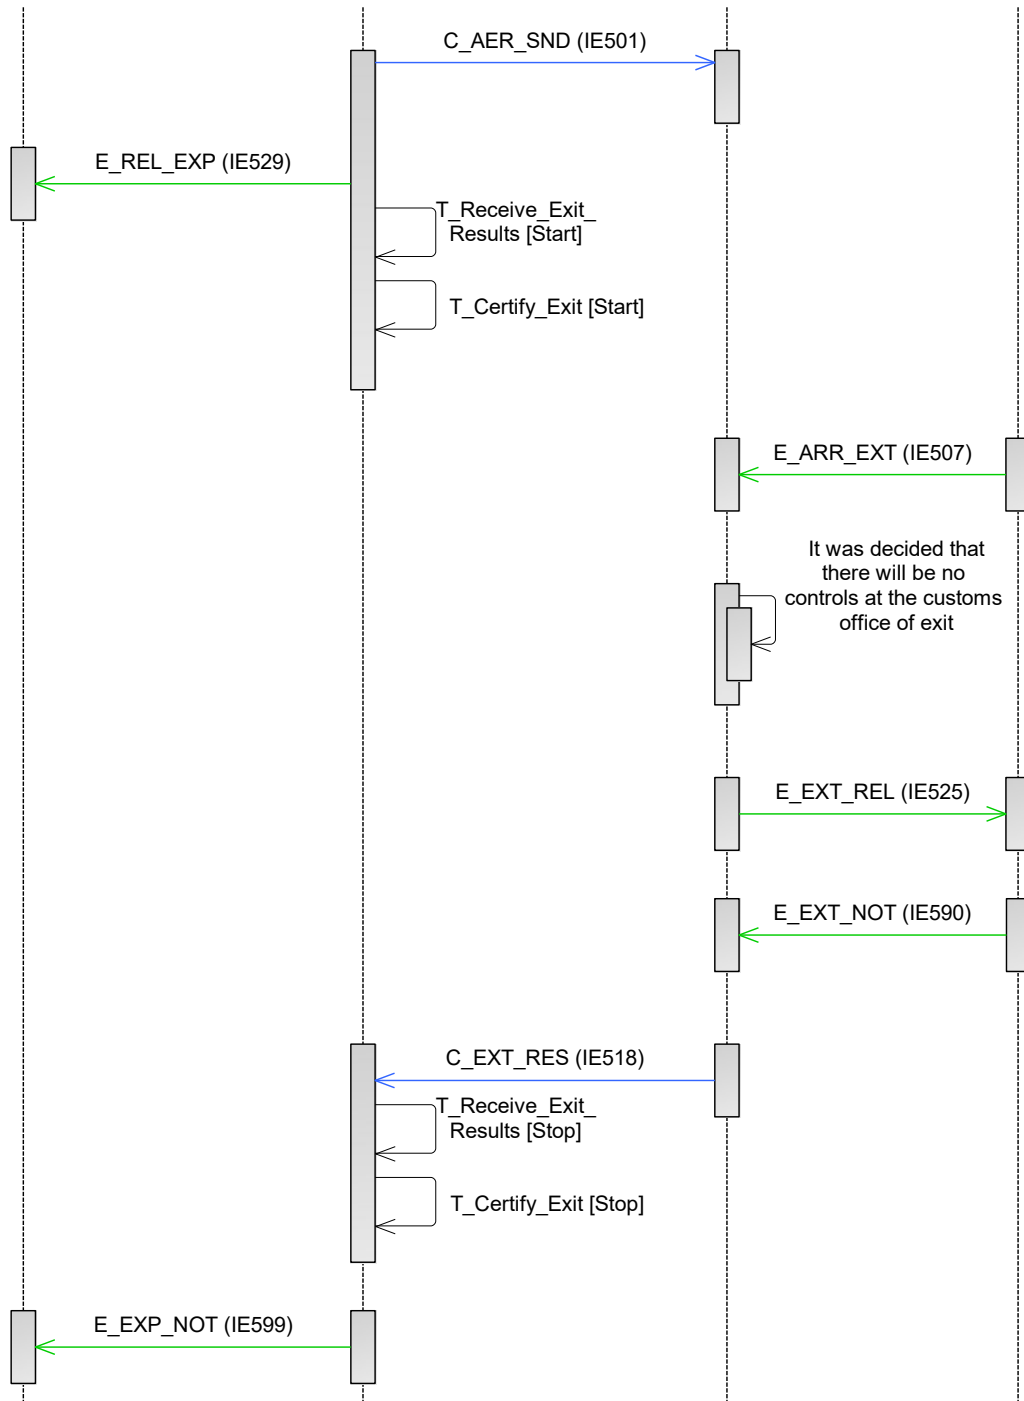 C_AER_SND (IE501)
E_REL_EXP (IE529)
T_Receive_Exit_
Results [Start]
T_Certify_Exit [Start]
E_ARR_EXT (IE507)
It was decided that
there will be no
controls at the customs
office of exit
E_EXT_REL (IE525)
E_EXT_NOT (IE590)
C_EXT_RES (IE518)
T_Receive_Exit_
Results [Stop]
T_Certify_Exit [Stop]
E_EXP_NOT (IE599)